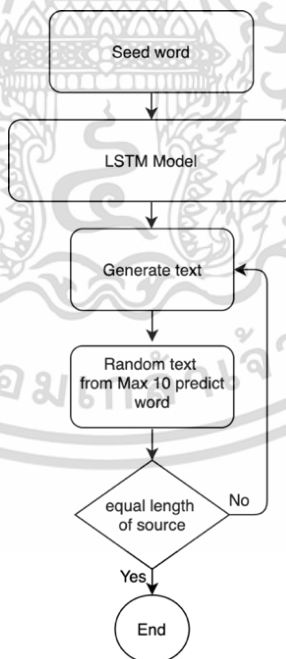 Seed word
LSTM Model
Generate text
Random text
from Max 10 predict
word
equal length
of source
No
Yes
End